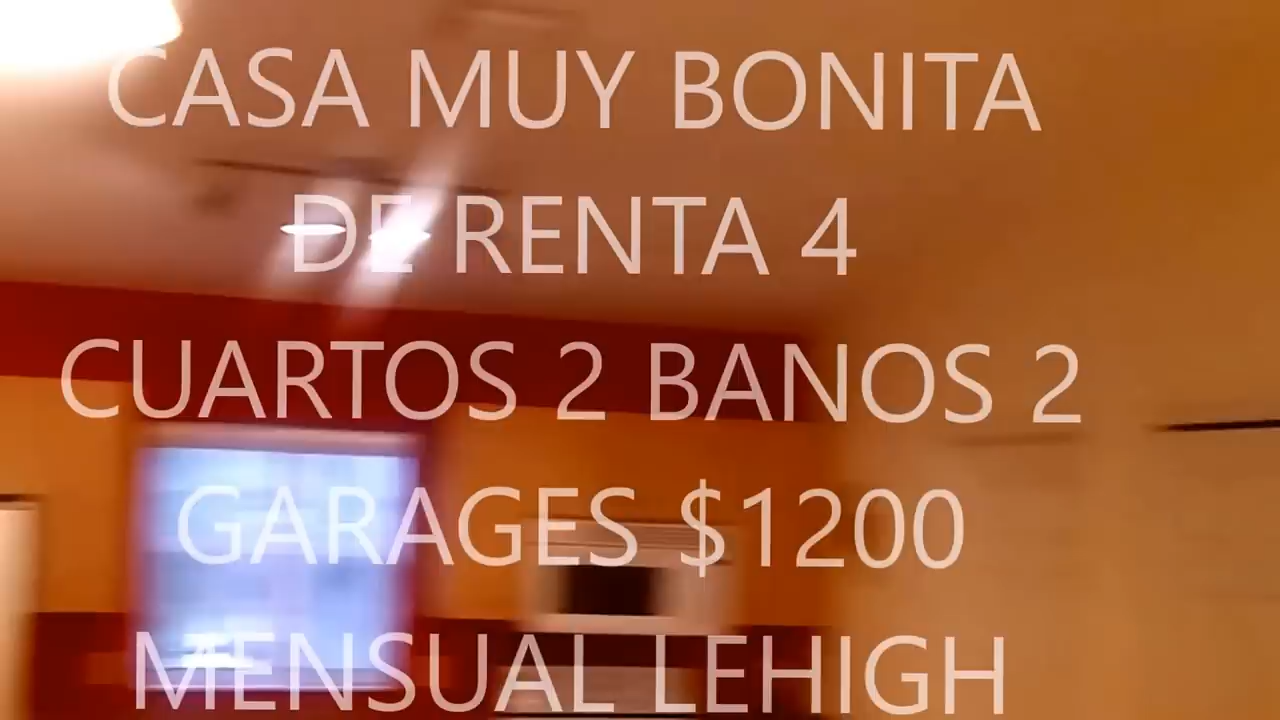 CASA MUY BONITA
DE RENTA 4
CUARTOS 2 BANOS 2
GARAGES $1200
MENSUAL LEHIGH